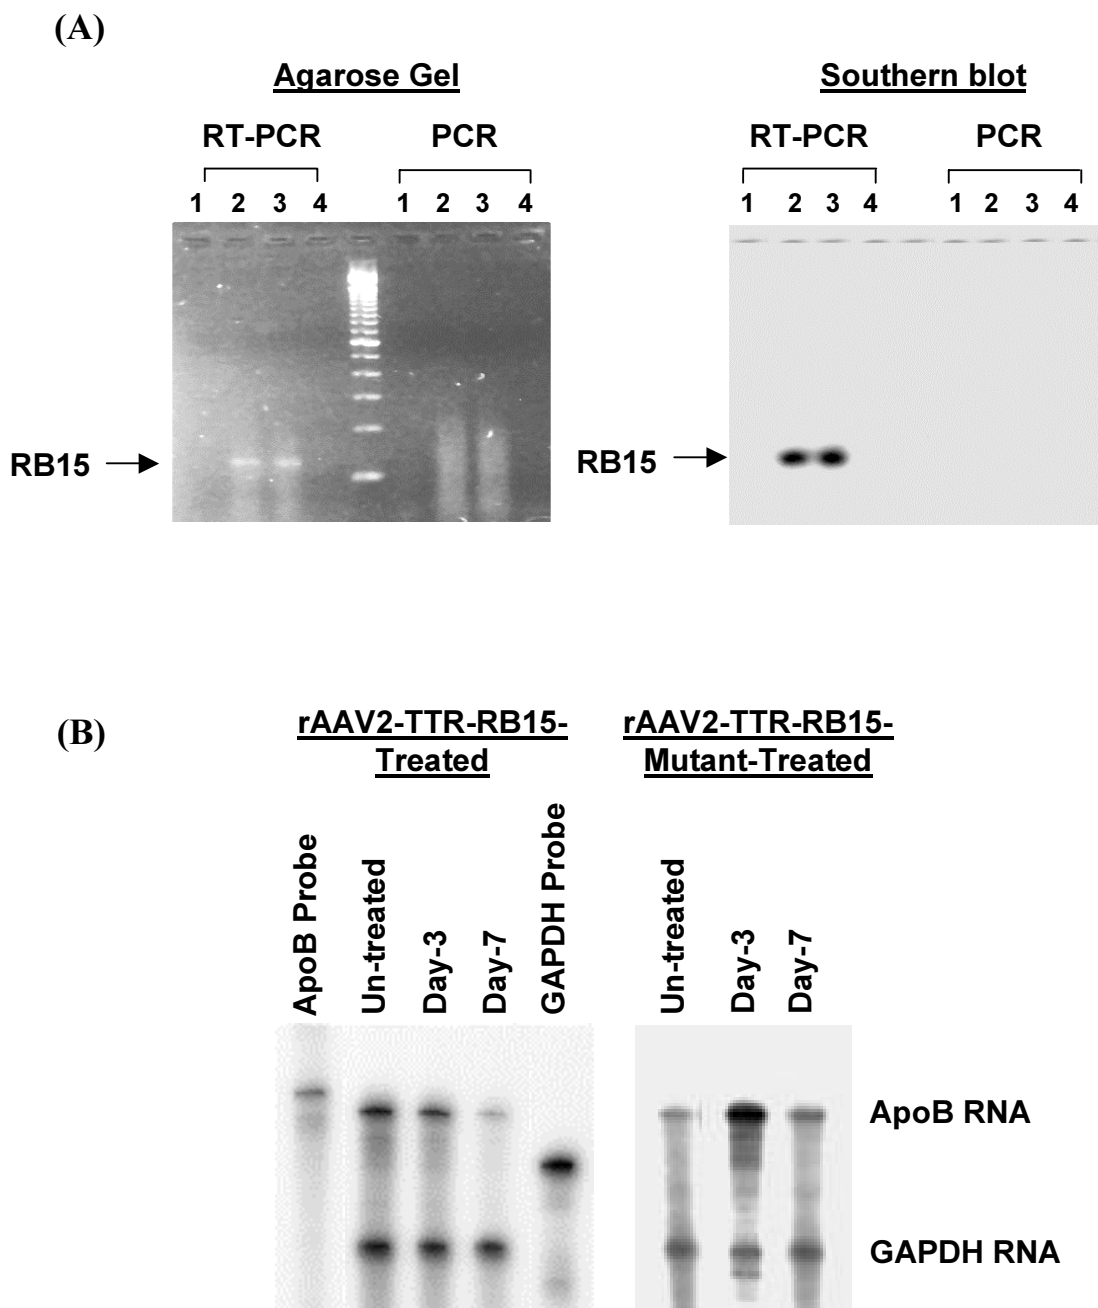 (A)
Agarose Gel
Southern blot
RT-PCR
PCR
RT-PCR
PCR
1 2 3 4
1 2 3 4
1 2 3 4
1 2 3 4
RB15
RB15
(B)
rAAV2-TTR-RB15-
Treated
rAAV2-TTR-RB15-
Mutant-Treated
ApoB Probe
Un-treated
Day-3
Day-7
GAPDH Probe
Un-treated
Day-3
Day-7
ApoB RNA
GAPDH RNA